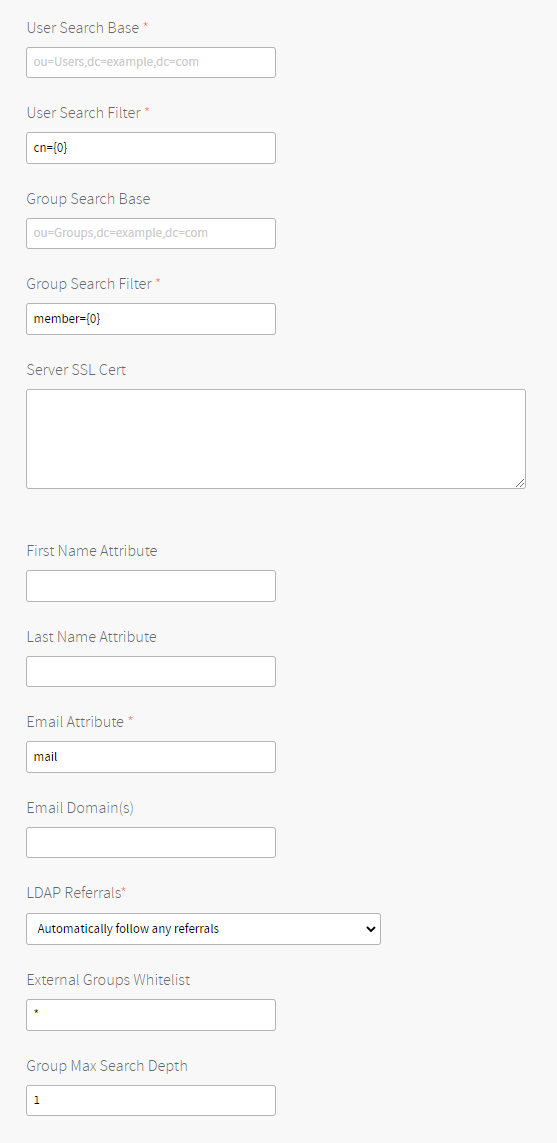 User Search Base *
ou=Users,dc=example,dc=com
User Search Filter *
cn={0}
Group Search Base
ou=Groups,dc=example,dc=com
Group Search Filter *
member={0}
Server SSL Cert
First Name Attribute
Last Name Attribute
Email Attribute *
mail
Email Domain(s)
LDAP Referrals*
Automatically follow any referrals
External Groups Whitelist
*
Group Max Search Depth
1